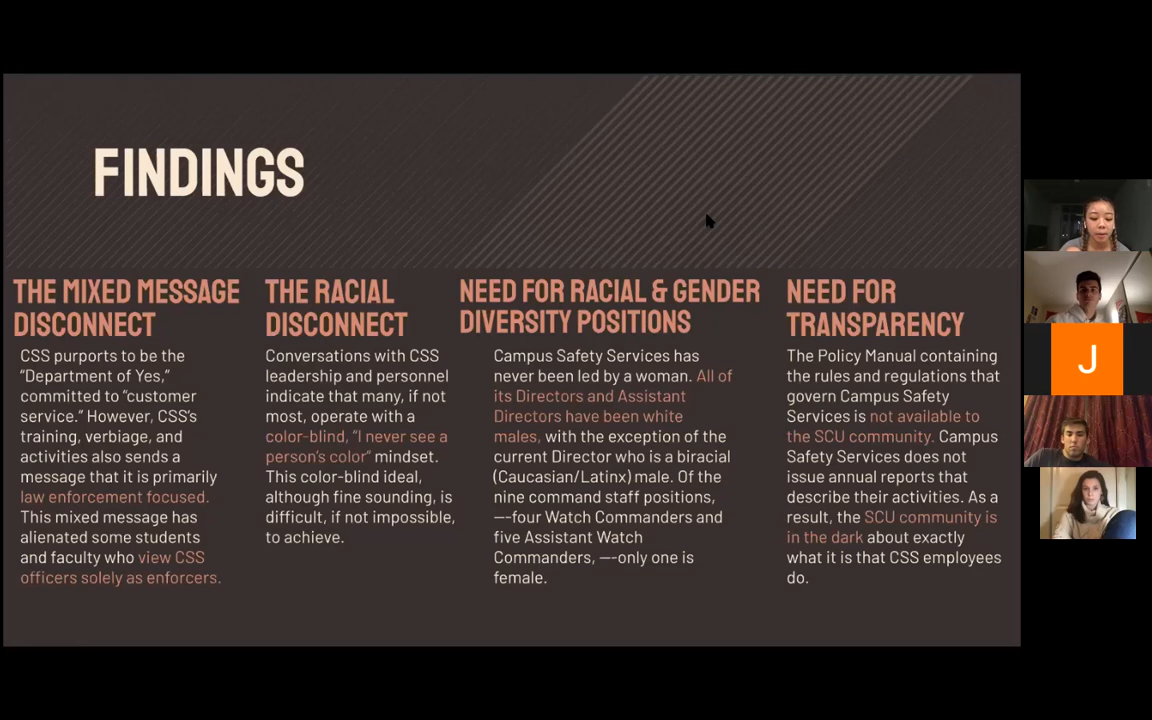 FINDINGS
THE MIXED MESSAGE
DISCONNECT
CSS purports to be the
“Department of Yes,”
committed to “customer
service.” However, CSS’s
training, verbiage, and
activities also sends a
message that it is primarily
law enforcement focused.
This mixed message has
alienated some students
and faculty who view CSS
officers solely as enforcers.
THE RACIAL
DISCONNECT
Conversations with CSS
leadership and personnel
indicate that many, if not
most, operate with a
color-blind, “I never see a
person’s color” mindset.
This color-blind ideal,
although fine sounding, is
difficult, if not impossible,
to achieve.
NEED FOR RACIAL & GENDER
DIVERSITY POSITIONS
Campus Safety Services has
never been led by a woman. All of
its Directors and Assistant
Directors have been white
males, with the exception of the
current Director who is a biracial
(Caucasian/Latinx) male. Of the
nine command staff positions,
—-four Watch Commanders and
five Assistant Watch
Commanders, —-only one is
female.
NEED FOR
TRANSPARENCY
The Policy Manual containing
the rules and regulations that
govern Campus Safety
Services is not available to
the SCU community. Campus
Safety Services does not
issue annual reports that
describe their activities. As a
result, the SCU community is
in the dark about exactly
what it is that CSS employees
do.
J